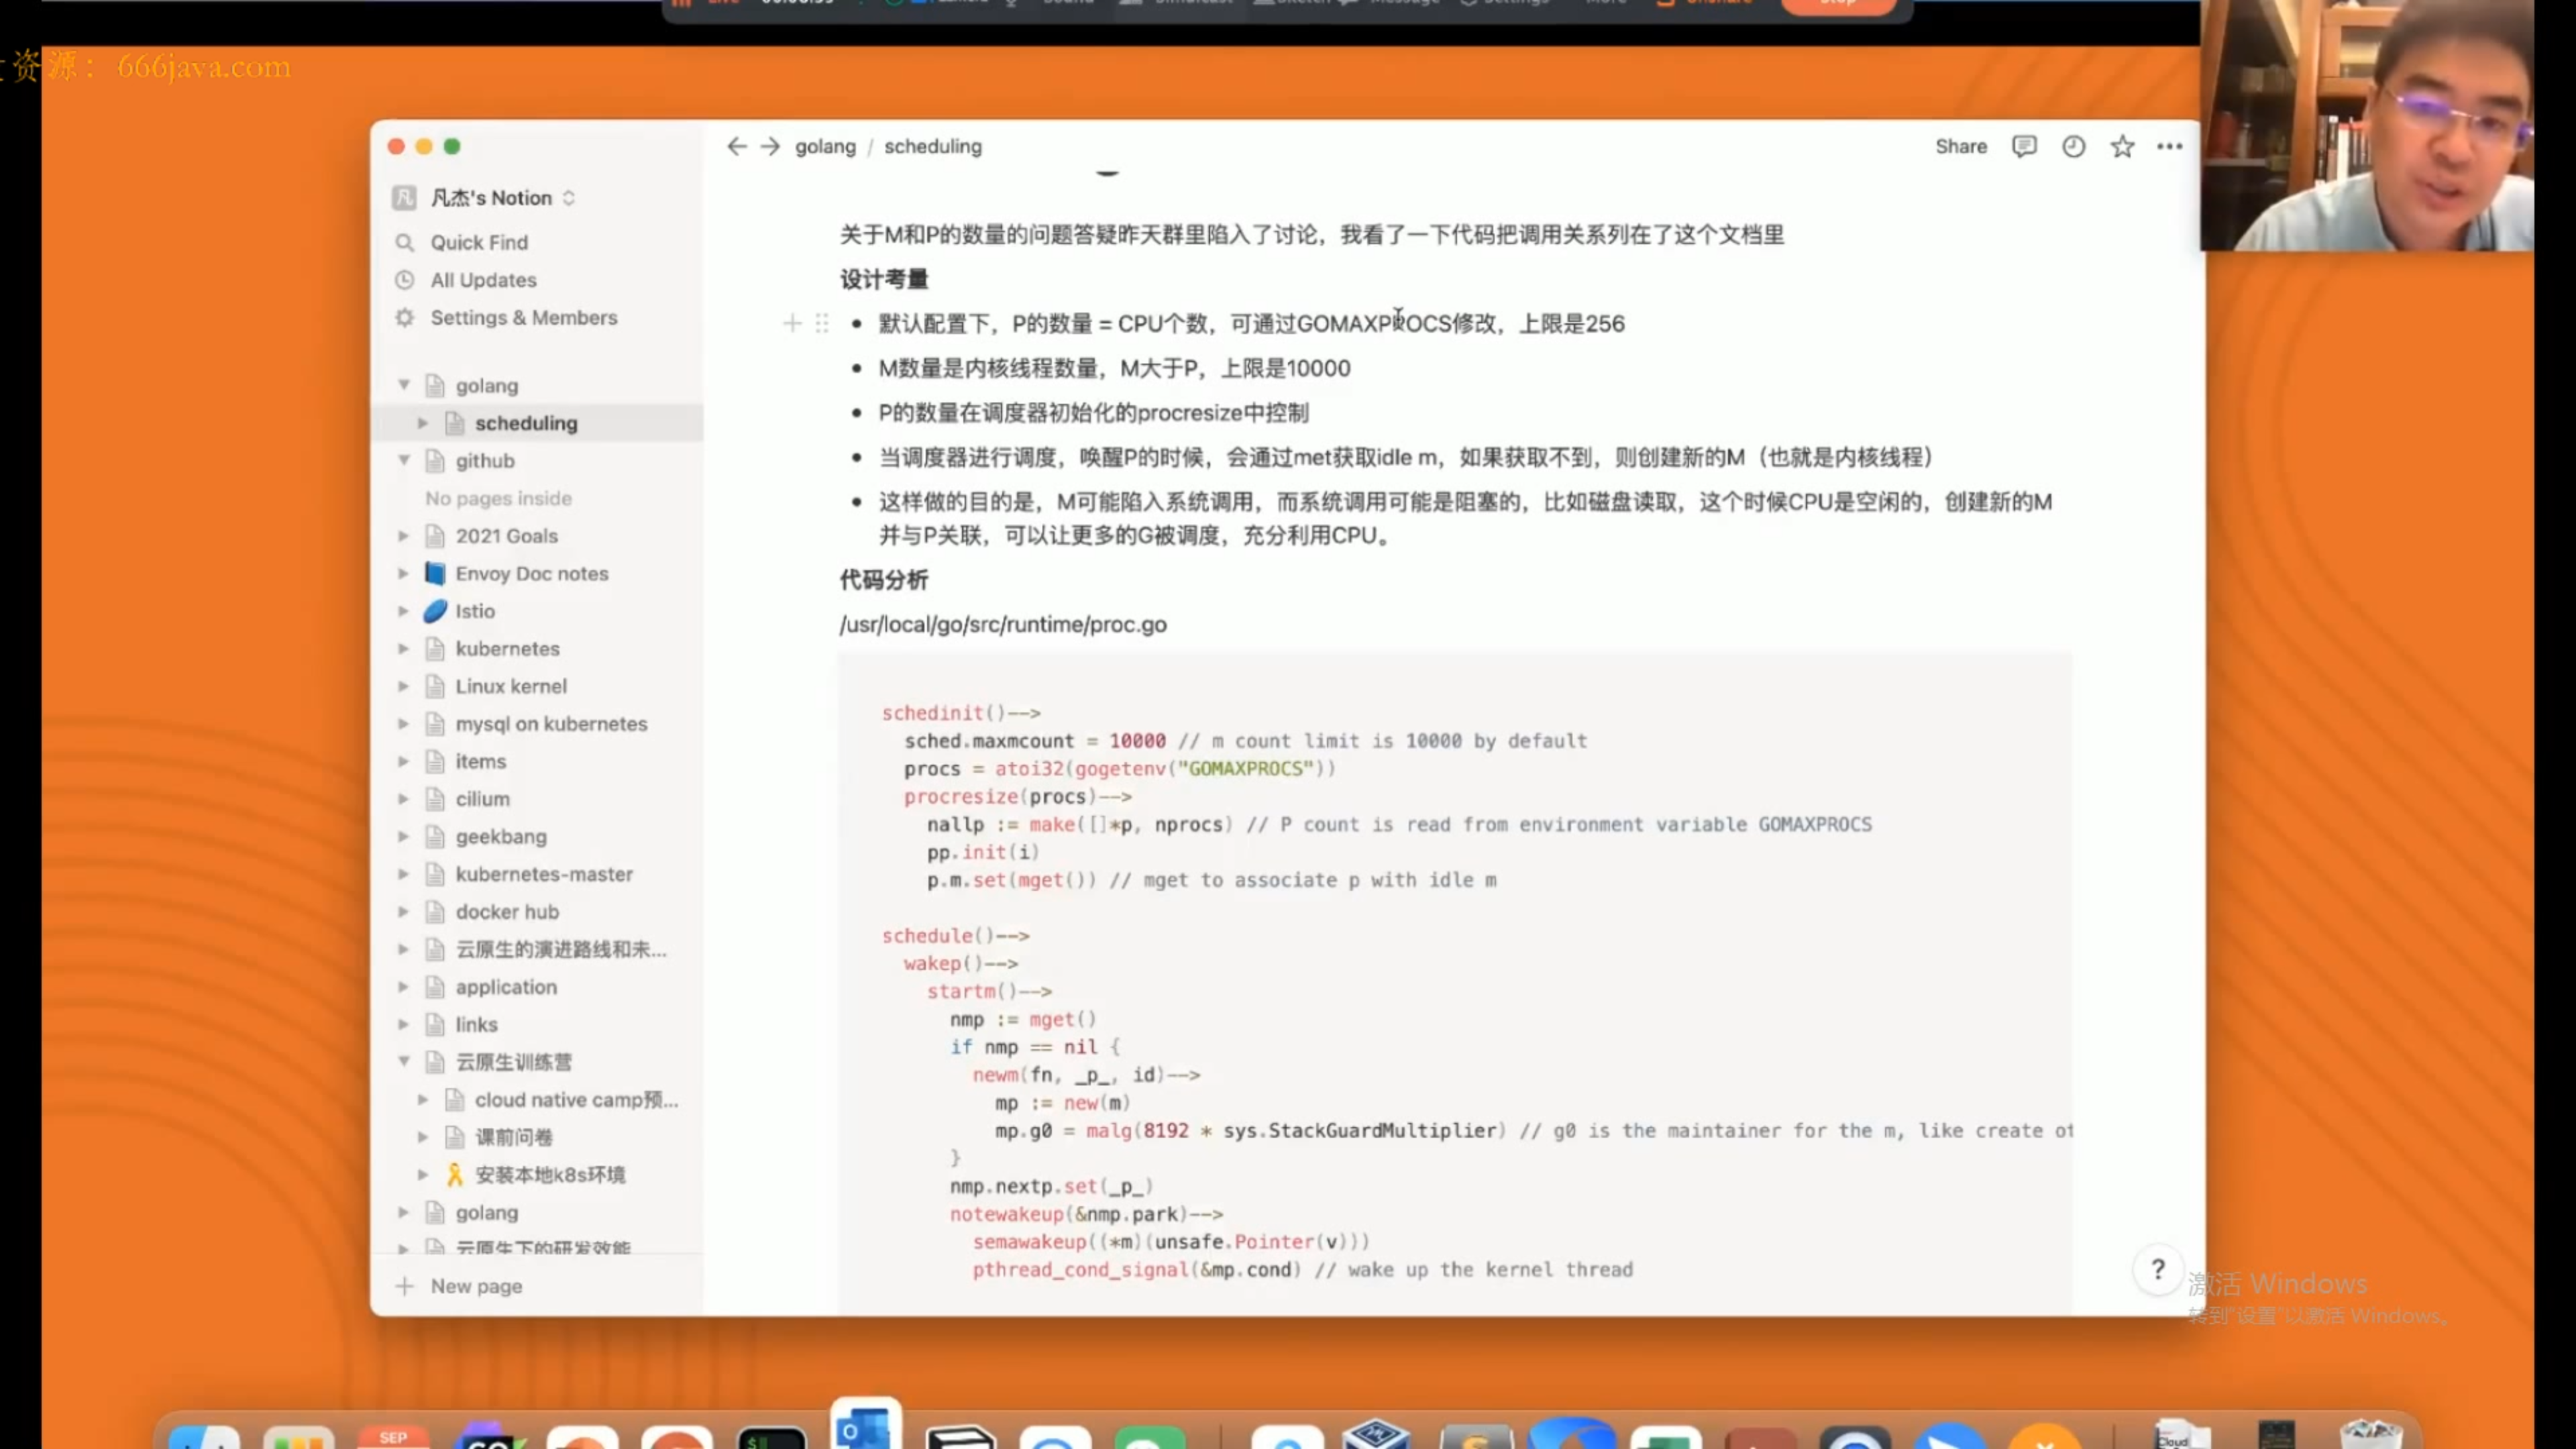 资源：666java.com
golang / scheduling
Share
凡杰's Notion
Quick Find
All Updates
Settings & Members
golang
scheduling
github
No pages inside
2021 Goals
Envoy Doc notes
Istio
kubernetes
Linux kernel
mysql on kubernetes
items
cilium
geekbang
kubernetes-master
docker hub
云原生的演进路线和未...
application
links
云原生训练营
cloud native camp预...
课前问卷
安装本地k8s环境
golang
云原生下的研发效能
New page
关于M和P的数量的问题答疑昨天群里陷入了讨论，我看了一下代码把调用关系列在了这个文档里
设计考量
默认配置下，P的数量 = CPU个数，可通过GOMAXPROCS修改，上限是256
M数量是内核线程数量，M大于P，上限是10000
P的数量在调度器初始化的procresize中控制
当调度器进行调度，唤醒P的时候，会通过met获取idle m，如果获取不到，则创建新的M（也就是内核线程）
这样做的目的是，M可能陷入系统调用，而系统调用可能是阻塞的，比如磁盘读取，这个时候CPU是空闲的，创建新的M
并与P关联，可以让更多的G被调度，充分利用CPU。
代码分析
/usr/local/go/src/runtime/proc.go
schedinit()-->
sched.maxmcount = 10000 // m count limit is 10000 by default
procs = atoi32(gogetenv("GOMAXPROCS"))
procresize(procs)-->
nallp := make([]*p, nprocs) // P count is read from environment variable GOMAXPROCS
pp.init(i)
p.m.set(mget()) // mget to associate p with idle m
schedule()-->
wakep()-->
startm()-->
nmp := mget()
if nmp == nil {
newm(fn, _p_, id)-->
mp := new(m)
mp.g0 = malg(8192 * sys.StackGuardMultiplier) // g0 is the maintainer for the m, like create ot
}
nmp.nextp.set(_p_)
notewakeup(&nmp.park)-->
semawakeup((*m)(unsafe.Pointer(v)))
pthread_cond_signal(&mp.cond) // wake up the kernel thread
?
激活 Windows
转到"设置"以激活 Windows。
SEP